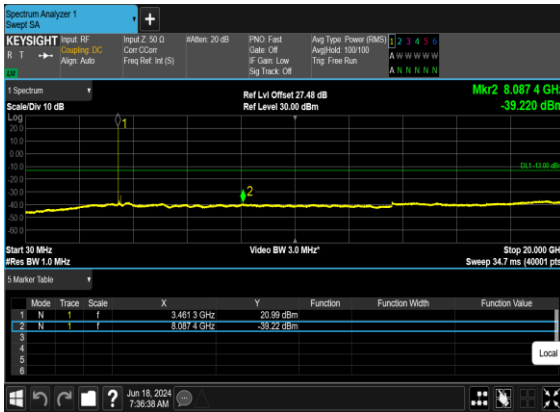 Spectrum Analyzer 1
Swept SA
+
KEYSIGHT
R T
LW
Input: RF
Coupling: DC
Align: Auto
Input Z: 50 Ω
Corr CCorr
Freq Ref: Int (S)
#Atten: 20 dB
PNO: Fast
Gate: Off
IF Gain: Low
Sig Track: Off
Avg Type: Power (RMS)
Avg|Hold: 100/100
Trig: Free Run
1 2 3 4 5 6
A W W W W W
A N N N N N
1 Spectrum
Scale/Div 10 dB
Log
Ref Lvl Offset 27.48 dB
Ref Level 30.00 dBm
Mkr2 8.087 4 GHz
-39.220 dBm
20.0
10.0
0.00
-10.0
-20.0
-30.0
-40.0
-50.0
-60.0
1
2
DL1 -13.00 dBm
Start 30 MHz
#Res BW 1.0 MHz
Video BW 3.0 MHz*
Stop 20.000 GHz
Sweep 34.7 ms (40001 pts)
5 Marker Table
Mode Trace Scale X Y Function Function Width Function Value
1 N 1 f 3.461 3 GHz 20.99 dBm
2 N 1 f 8.087 4 GHz -39.22 dBm
3
4
5
6
Local
?
Jun 18, 2024
7:36:38 AM